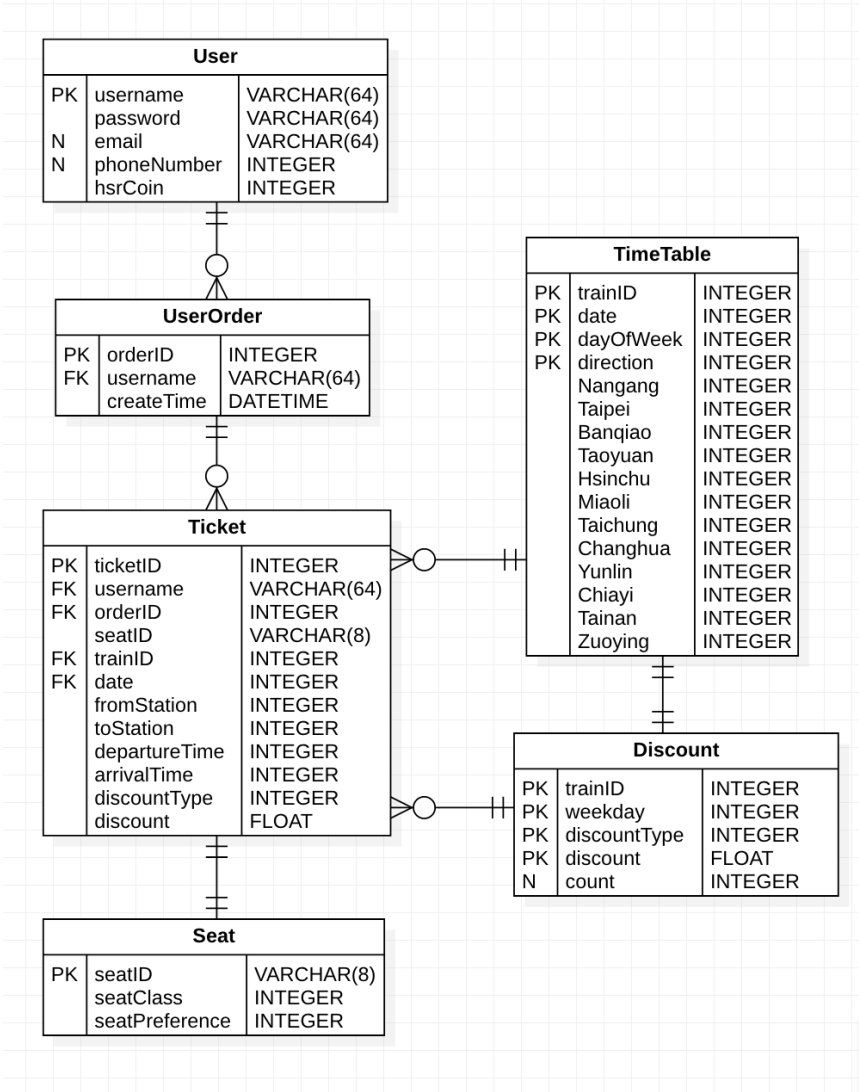 User
PK username VARCHAR(64)
password VARCHAR(64)
N email VARCHAR(64)
N phoneNumber INTEGER
hsrCoin INTEGER
UserOrder
PK orderID INTEGER
FK username VARCHAR(64)
createTime DATETIME
Ticket
PK ticketID INTEGER
FK username VARCHAR(64)
FK orderID INTEGER
seatID VARCHAR(8)
FK trainID INTEGER
FK date INTEGER
fromStation INTEGER
toStation INTEGER
departureTime INTEGER
arrivalTime INTEGER
discountType INTEGER
discount FLOAT
Seat
PK seatID VARCHAR(8)
seatClass INTEGER
seatPreference INTEGER
TimeTable
PK trainID INTEGER
PK date INTEGER
PK dayOfWeek INTEGER
PK direction INTEGER
Nangang INTEGER
Taipei INTEGER
Banqiao INTEGER
Taoyuan INTEGER
Hsinchu INTEGER
Miaoli INTEGER
Taichung INTEGER
Changhua INTEGER
Yunlin INTEGER
Chiayi INTEGER
Tainan INTEGER
Zuoying INTEGER
Discount
PK trainID INTEGER
PK weekday INTEGER
PK discountType INTEGER
PK discount FLOAT
N count INTEGER